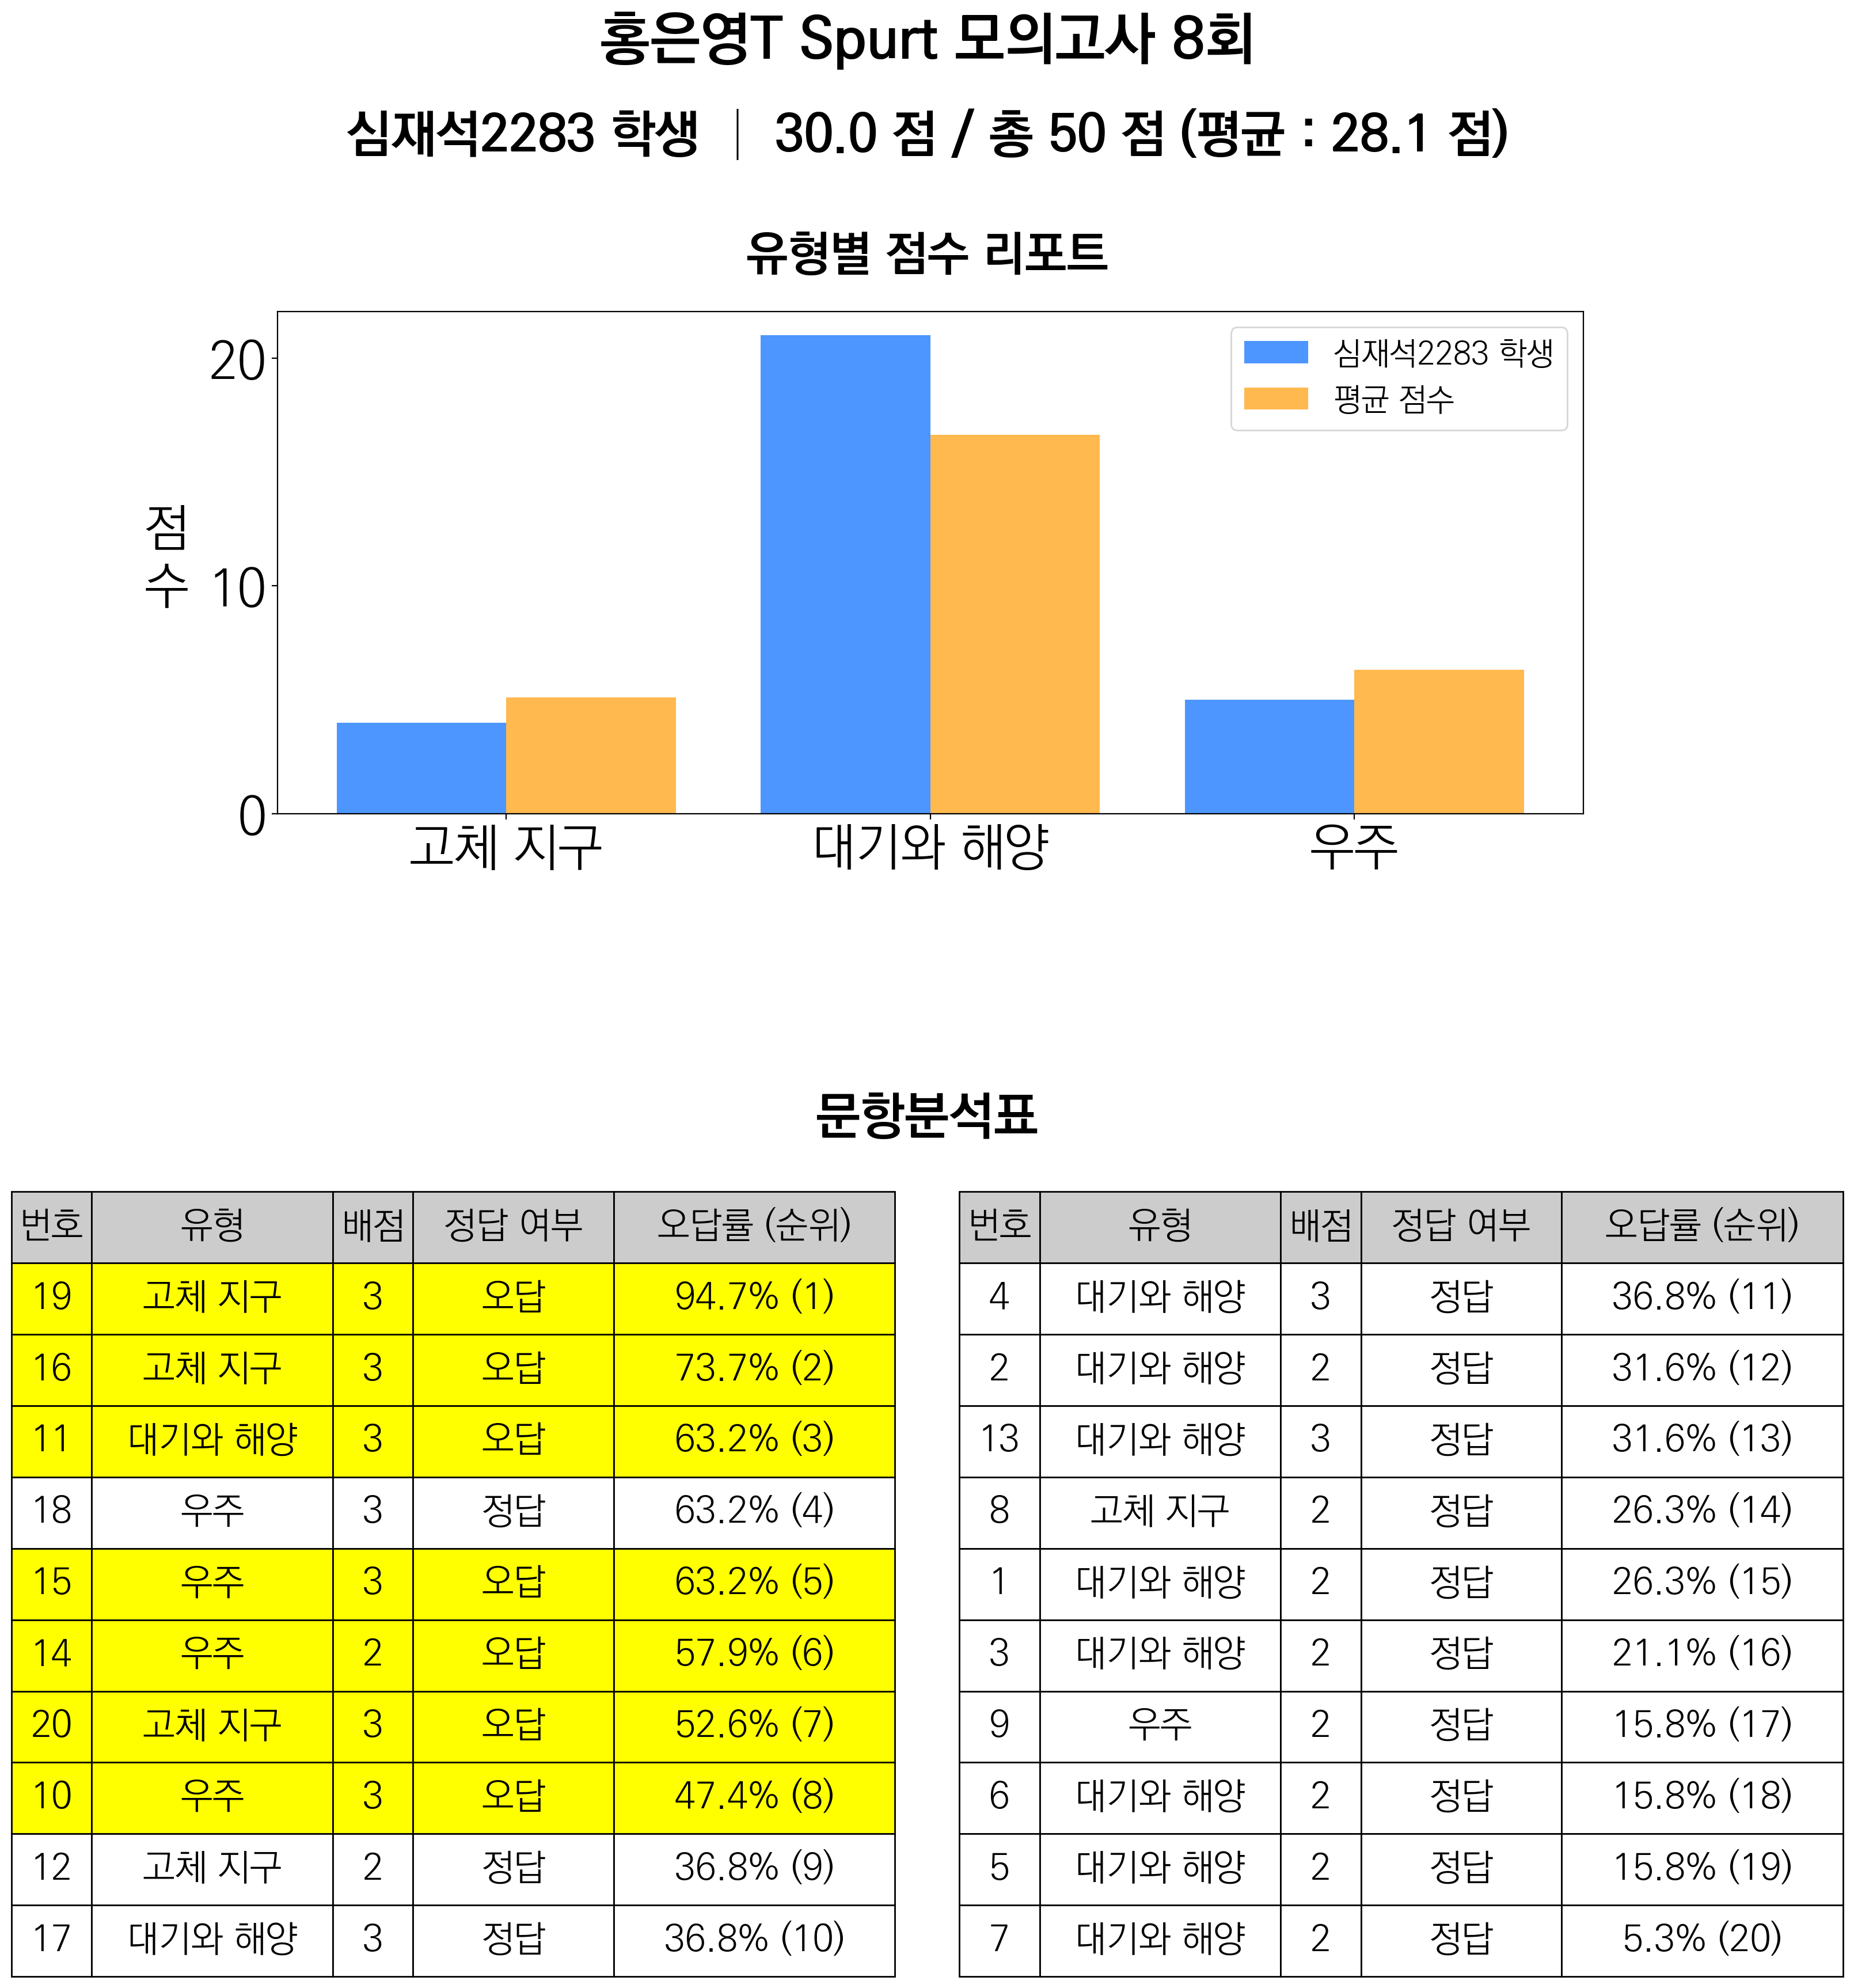 홍은영T Spurt 모의고사 8회
심재석2283 학생 | 30.0 점 / 총 50 점 (평균 : 28.1 점)
유형별 점수 리포트
심재석2283 학생
평균 점수
점
수
20
10
0
고체 지구 대기와 해양 우주
문항분석표
번호 유형 배점 정답 여부 오답률 (순위)
19 고체 지구 3 오답 94.7% (1)
16 고체 지구 3 오답 73.7% (2)
11 대기와 해양 3 오답 63.2% (3)
18 우주 3 정답 63.2% (4)
15 우주 3 오답 63.2% (5)
14 우주 2 오답 57.9% (6)
20 고체 지구 3 오답 52.6% (7)
10 우주 3 오답 47.4% (8)
12 고체 지구 2 정답 36.8% (9)
17 대기와 해양 3 정답 36.8% (10)
번호 유형 배점 정답 여부 오답률 (순위)
4 대기와 해양 3 정답 36.8% (11)
2 대기와 해양 2 정답 31.6% (12)
13 대기와 해양 3 정답 31.6% (13)
8 고체 지구 2 정답 26.3% (14)
1 대기와 해양 2 정답 26.3% (15)
3 대기와 해양 2 정답 21.1% (16)
9 우주 2 정답 15.8% (17)
6 대기와 해양 2 정답 15.8% (18)
5 대기와 해양 2 정답 15.8% (19)
7 대기와 해양 2 정답 5.3% (20)